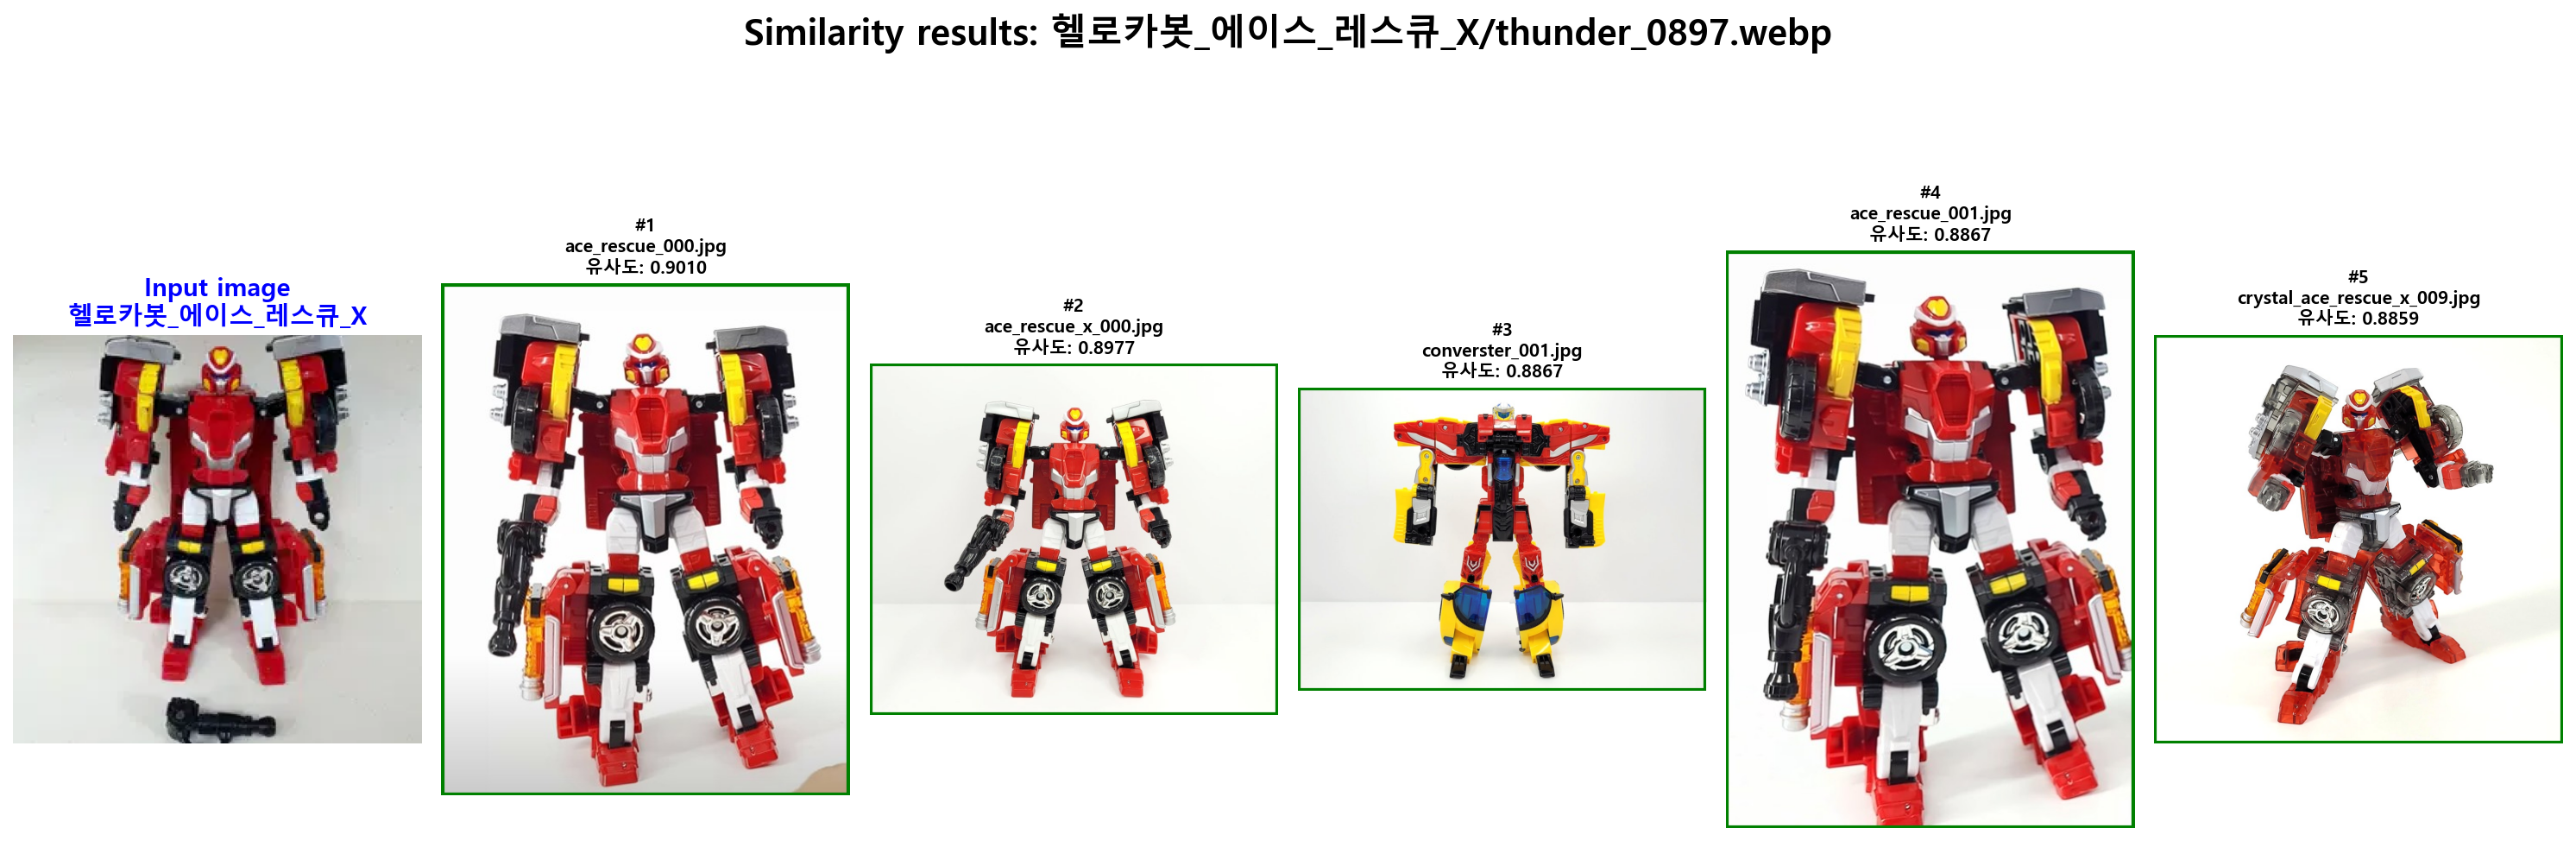 Similarity results: 헬로카봇_에이스_레스큐_X/thunder_0897.webp
Input image
헬로카봇_에이스_레스큐_X
#1
ace_rescue_000.jpg
유사도: 0.9010
#2
ace_rescue_x_000.jpg
유사도: 0.8977
#3
converster_001.jpg
유사도: 0.8867
#4
ace_rescue_001.jpg
유사도: 0.8867
#5
crystal_ace_rescue_x_009.jpg
유사도: 0.8859